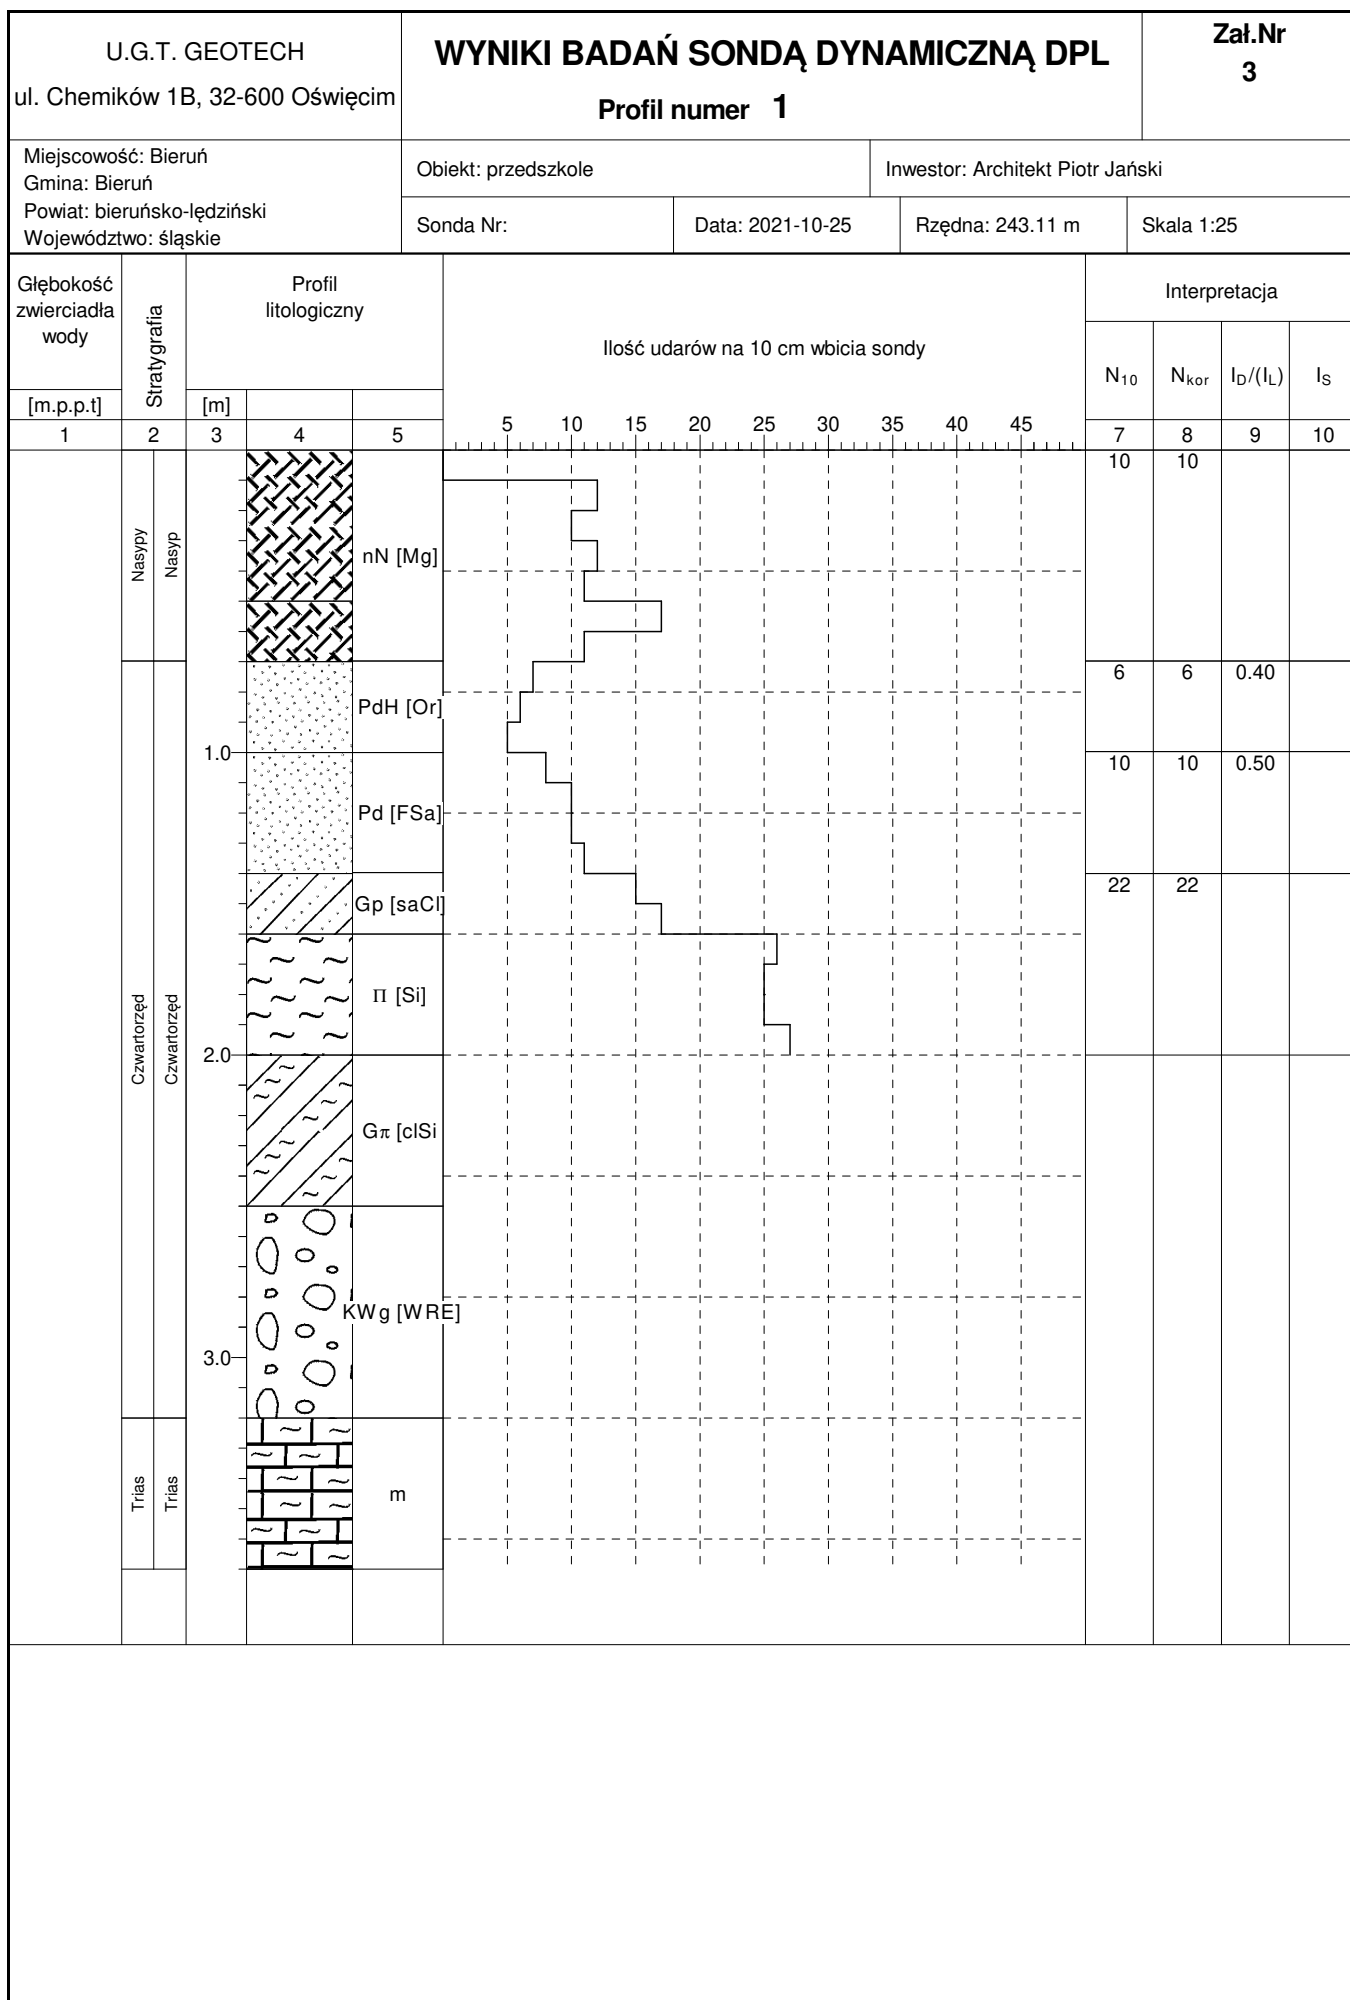 U.G.T. GEOTECH
ul. Chemików 1B, 32-600 Oświęcim
WYNIKI BADAŃ SONDĄ DYNAMICZNĄ DPL
Profil numer 1
Zał.Nr
3
Miejscowość: Bieruń
Gmina: Bieruń
Powiat: bieruńsko-lędziński
Województwo: śląskie
Obiekt: przedszkole
Inwestor: Architekt Piotr Jański
Sonda Nr:
Data: 2021-10-25
Rzędna: 243.11 m
Skala 1:25
Głębokość
zwierciadła
wody
[m.p.p.t]
Stratygrafia
Profil
litologiczny
[m]
Ilość udarów na 10 cm wbicia sondy
5 10 15 20 25 30 35 40 45
Interpretacja
N10 Nkor ID/(IL) IS
1 2 3 4 5 7 8 9 10
Nasypy Nasyp
nN [Mg]
10 10
PdH [Or]
6 6 0.40
1.0
Pd [FSa]
10 10 0.50
Gp [saCl]
22 22
Π [Si]
Czwartorzęd Czwartorzęd
2.0
Gπ [clSi
KWg [WRE]
3.0
Trias Trias
m